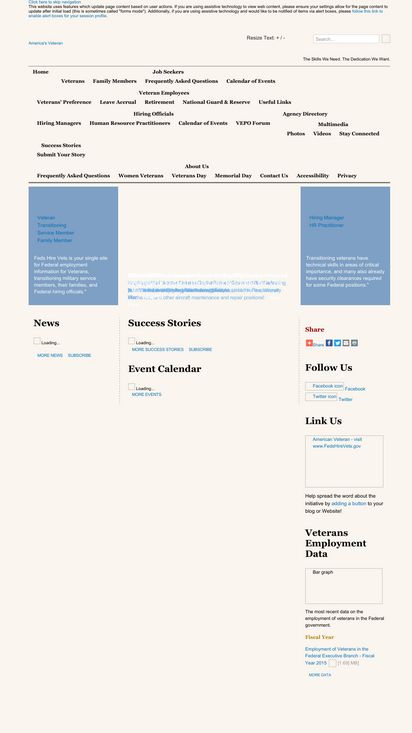 Click here to skip navigation
This website uses features which update page content based on user actions. If you are using assistive technology to view web content, please ensure your settings allow for the page content to
update after initial load (this is sometimes called "forms mode"). Additionally, if you are using assistive technology and would like to be notified of items via alert boxes, please follow this link to
enable alert boxes for your session profile.
Resize Text: + / -
Search...
America's Veteran
The Skills We Need. The Dedication We Want.
Home
Job Seekers
Veterans Family Members Frequently Asked Questions Calendar of Events
Veteran Employees
Veterans' Preference Leave Accrual Retirement National Guard & Reserve Useful Links
Hiring Officials
Agency Directory
Hiring Managers Human Resource Practitioners Calendar of Events VEPO Forum
Multimedia
Photos Videos Stay Connected
Success Stories
Submit Your Story
About Us
Frequently Asked Questions Women Veterans Veterans Day Memorial Day Contact Us Accessibility Privacy
Veteran
Transitioning
Service Member
Family Member
Feds Hire Vets is your single site
for Federal employment
information for Veterans,
transitioning military service
members, their families, and
Federal hiring officials."
other aircraft maintenance and repair positions!
Hiring Manager
HR Practitioner
Transitioning veterans have
technical skills in areas of critical
importance, and many also already
have security clearances required
for some Federal positions."
News
Loading...
MORE NEWS SUBSCRIBE
Success Stories
Loading...
MORE SUCCESS STORIES SUBSCRIBE
Event Calendar
Loading...
MORE EVENTS
Share
Share
Follow Us
Facebook icon Facebook
Twitter icon Twitter
Link Us
American Veteran - visit
www.FedsHireVets.gov
Help spread the word about the
initiative by adding a button to your
blog or Website!
Veterans
Employment
Data
Bar graph
The most recent data on the
employment of veterans in the Federal
government.
Fiscal Year
Employment of Veterans in the
Federal Executive Branch - Fiscal
Year 2015 [1.69 MB]
MORE DATA